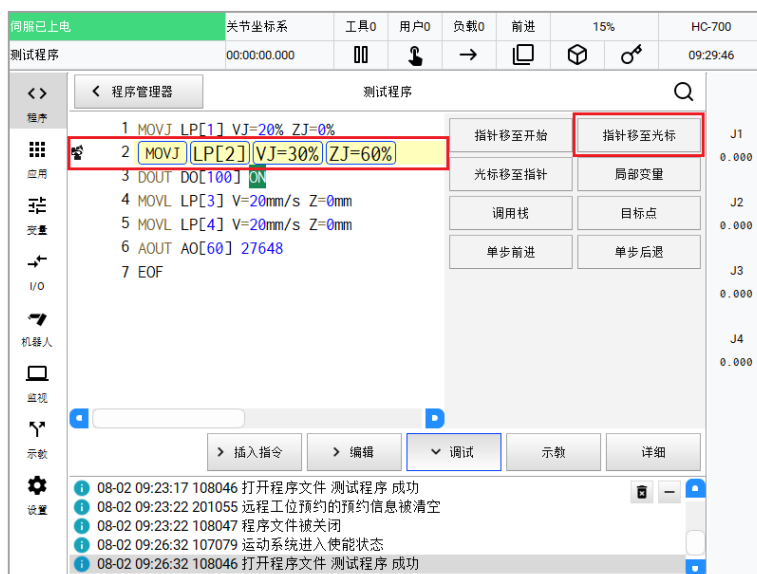 伺服已上电 关节坐标系 工具0 用户0 负载0 前进 15% HC-700
测试程序 00:00:00.000 09:29:46
程序
应用
变量
I/O
机器人
监视
示教
设置
程序管理器 测试程序
1 MOVJ LP[1] VJ=20% ZJ=0%
2 MOVJ LP[2] VJ=30% ZJ=60%
3 DOUT DO[100] ON
4 MOVL LP[3] V=20mm/s Z=0mm
5 MOVL LP[4] V=20mm/s Z=0mm
6 AOUT AO[60] 27648
7 EOF
指针移至开始 指针移至光标
光标移至指针 局部变量
调用栈 目标点
单步前进 单步后退
J1
0.000
J2
0.000
J3
0.000
J4
0.000
插入指令 编辑 调试 示教 详细
08-02 09:23:17 108046 打开程序文件 测试程序 成功
08-02 09:23:22 201055 远程工位预约的预约信息被清空
08-02 09:23:22 108047 程序文件被关闭
08-02 09:26:32 107079 运动系统进入使能状态
08-02 09:26:32 108046 打开程序文件 测试程序 成功